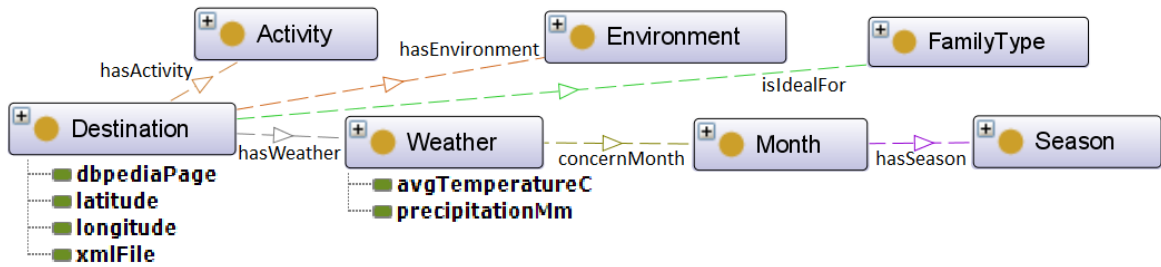 Activity
Environment
FamilyType
hasActivity
hasEnvironment
isIdealFor
Destination
hasWeather
Weather
concernMonth
Month
hasSeason
Season
dbpediaPage
latitude
longitude
xmlFile
avgTemperatureC
precipitationMm